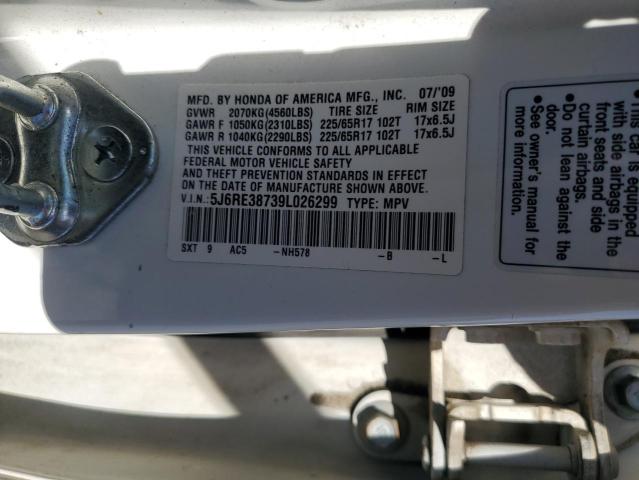 MFD. BY HONDA OF AMERICA MFG., INC. 07/'09
GVWR 2070KG(4560LBS) TIRE SIZE RIM SIZE
GAWR F 1050KG(2310LBS) 225/65R17 102T 17x6.5J
GAWR R 1040KG(2290LBS) 225/65R17 102T 17x6.5J
THIS VEHICLE CONFORMS TO ALL APPLICABLE
FEDERAL MOTOR VEHICLE SAFETY
AND THEFT PREVENTION STANDARDS IN EFFECT
ON THE DATE OF MANUFACTURE SHOWN ABOVE.
V.I.N.: 5J6RE38739L026299 TYPE: MPV
SXT 9 AC5 -NH578 -B -L
This car is equipped
with side airbags in the
front seats and side
curtain airbags.
•Do not lean against the
door.
•See owner's manual
for more information.